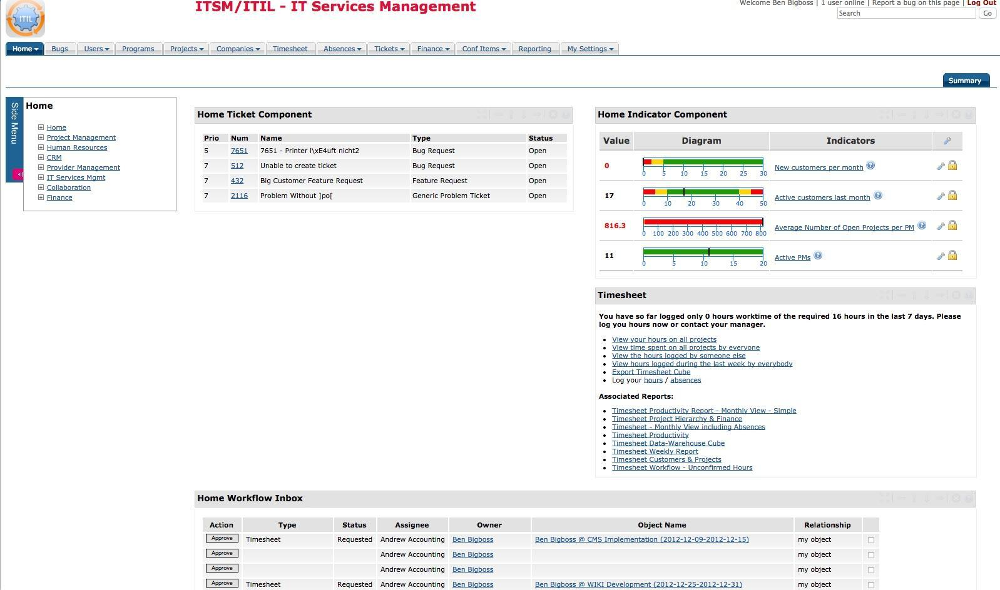 ITIL
ITSM/ITIL - IT Services Management
Welcome Ben Bigboss | 1 user online | Report a bug on this page | Log Out
Search Go
Home Bugs Users Programs Projects Companies Timesheet Absences Tickets Finance Conf Items Reporting My Settings
Summary
Side Menu
Home
Home
Project Management
Human Resources
CRM
Provider Management
IT Services Mgmt
Collaboration
Finance
Home Ticket Component
Prio Num Name Type Status
5 7651 7651 - Printer l\xE4uft nicht2 Bug Request Open
7 512 Unable to create ticket Bug Request Open
7 432 Big Customer Feature Request Feature Request Open
7 2116 Problem Without ]po[ Generic Problem Ticket Open
Home Indicator Component
Value Diagram Indicators
0 New customers per month
0 5 10 15 20 25 30
17 Active customers last month
0 10 20 30 40 50
816.3 Average Number of Open Projects per PM
0 100 200 300 400 500 600 700 800
11 Active PMs
0 5 10 15 20
Timesheet
You have so far logged only 0 hours worktime of the required 16 hours in the last 7 days. Please
log you hours now or contact your manager.
View your hours on all projects
View time spent on all projects by everyone
View the hours logged by someone else
View hours logged during the last week by everybody
Export Timesheet Cube
Log your hours / absences
Associated Reports:
Timesheet Productivity Report - Monthly View - Simple
Timesheet Project Hierarchy & Finance
Timesheet - Monthly View including Absences
Timesheet Productivity
Timesheet Data-Warehouse Cube
Timesheet Weekly Report
Timesheet Customers & Projects
Timesheet Workflow - Unconfirmed Hours
Home Workflow Inbox
Action Type Status Assignee Owner Object Name Relationship
Approve Timesheet Requested Andrew Accounting Ben Bigboss Ben Bigboss @ CMS Implementation (2012-12-09-2012-12-15) my object
Approve Andrew Accounting Ben Bigboss my object
Approve Andrew Accounting Ben Bigboss my object
Approve Timesheet Requested Andrew Accounting Ben Bigboss Ben Bigboss @ WIKI Development (2012-12-25-2012-12-31) my object